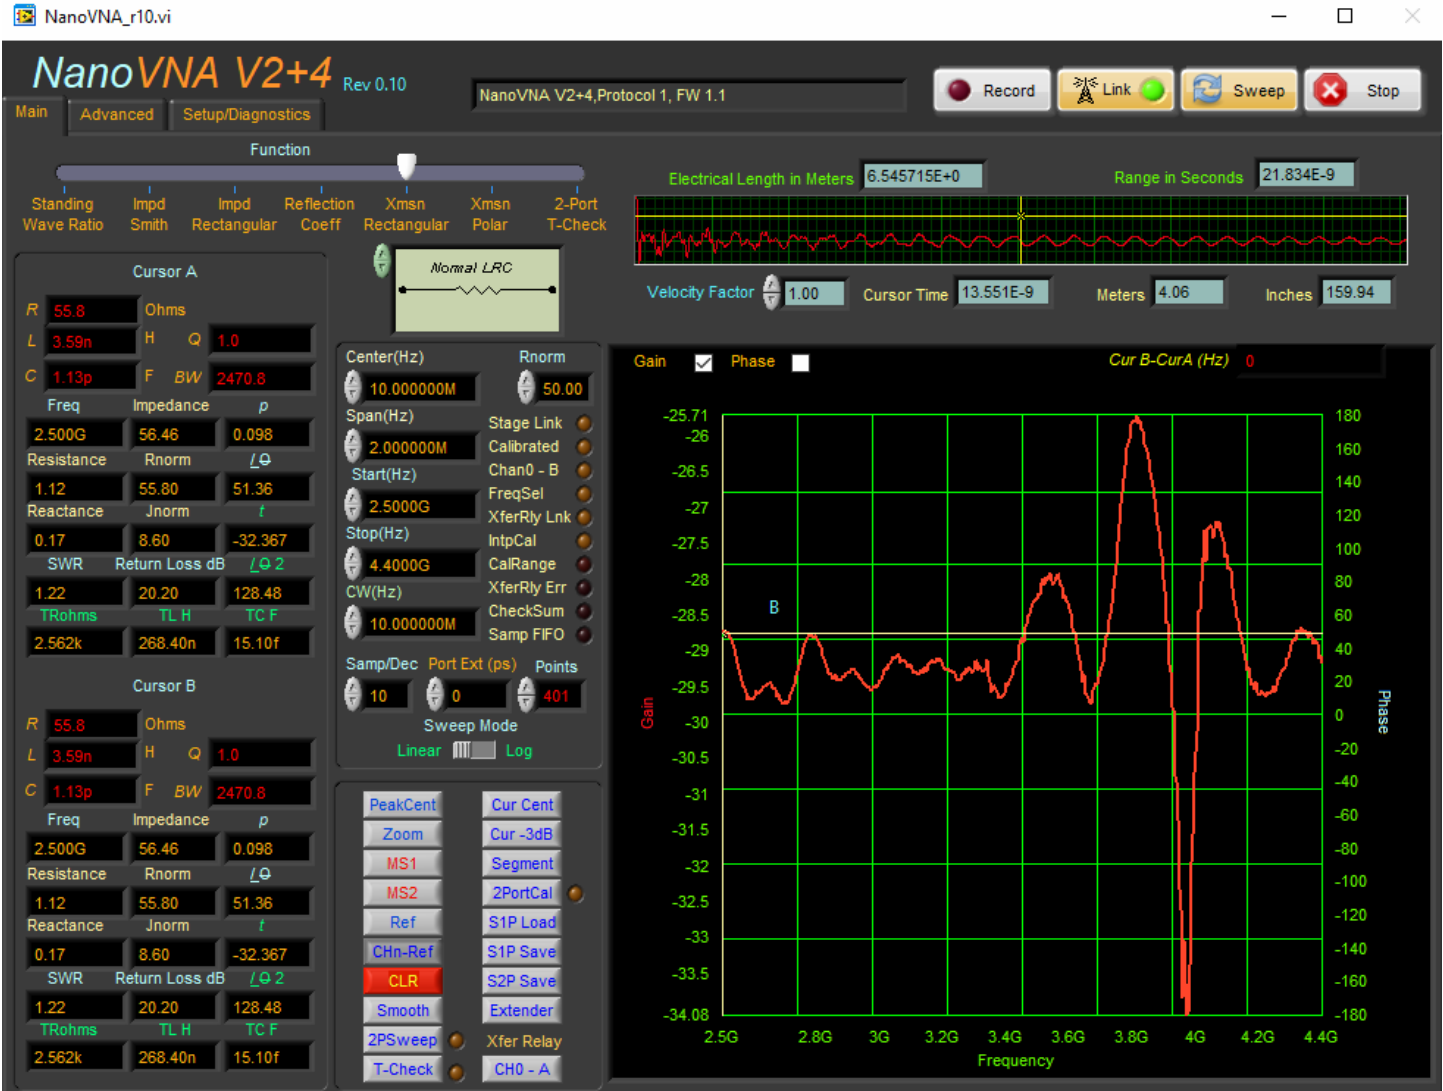 NanoVNA_r10.vi
NanoVNA V2+4 Rev 0.10
NanoVNA V2+4,Protocol 1, FW 1.1
Record
Link
Sweep
Stop
Main
Advanced
Setup/Diagnostics
Function
Standing Wave Ratio
Impd Smith
Impd Rectangular
Reflection Coeff
Xmsn Rectangular
Xmsn Polar
2-Port T-Check
Electrical Length in Meters 6.545715E+0
Range in Seconds 21.834E-9
Velocity Factor 1.00
Cursor Time 13.551E-9
Meters 4.06
Inches 159.94
Normal LRC
Cursor A
R 55.8 Ohms
L 3.59n H Q 1.0
C 1.13p F BW 2470.8
Freq Impedance p
2.500G 56.46 0.098
Resistance Rnorm /O
1.12 55.80 51.36
Reactance Jnorm t
0.17 8.60 -32.367
SWR Return Loss dB /O 2
1.22 20.20 128.48
TRohms TL H TC F
2.562k 268.40n 15.10f
Cursor B
R 55.8 Ohms
L 3.59n H Q 1.0
C 1.13p F BW 2470.8
Freq Impedance p
2.500G 56.46 0.098
Resistance Rnorm /O
1.12 55.80 51.36
Reactance Jnorm t
0.17 8.60 -32.367
SWR Return Loss dB /O 2
1.22 20.20 128.48
TRohms TL H TC F
2.562k 268.40n 15.10f
Center(Hz)
10.000000M
Rnorm
50.00
Span(Hz)
2.000000M
Start(Hz)
2.5000G
Stop(Hz)
4.4000G
CW(Hz)
10.000000M
Stage Link
Calibrated
Chan0 - B
FreqSel
XferRly Lnk
IntpCal
CalRange
XferRly Err
CheckSum
Samp FIFO
Samp/Dec Port Ext (ps) Points
10 0 401
Sweep Mode
Linear Log
PeakCent Cur Cent
Zoom Cur -3dB
MS1 Segment
MS2 2PortCal
Ref S1P Load
CHn-Ref S1P Save
CLR S2P Save
Smooth Extender
2PSweep Xfer Relay
T-Check CH0 - A
Gain
Phase
Cur B-CurA (Hz) 0
-25.71
-26
-26.5
-27
-27.5
-28
-28.5
-29
-29.5
-30
-30.5
-31
-31.5
-32
-32.5
-33
-33.5
-34.08
Gain
B
180
160
140
120
100
80
60
40
20
0
-20
-40
-60
-80
-100
-120
-140
-160
-180
Phase
2.5G 2.8G 3G 3.2G 3.4G 3.6G 3.8G 4G 4.2G 4.4G
Frequency